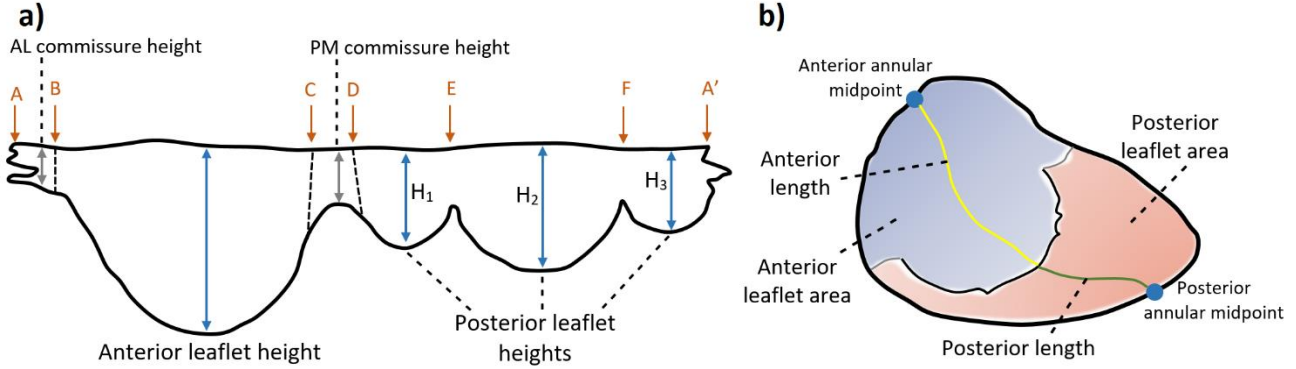 a)
AL commissure height
PM commissure height
A
B
C
D
E
F
A'
H1
H2
H3
Anterior leaflet height
Posterior leaflet
heights
b)
Anterior annular
midpoint
Anterior
length
Anterior
leaflet area
Posterior
leaflet area
Posterior
annular midpoint
Posterior length